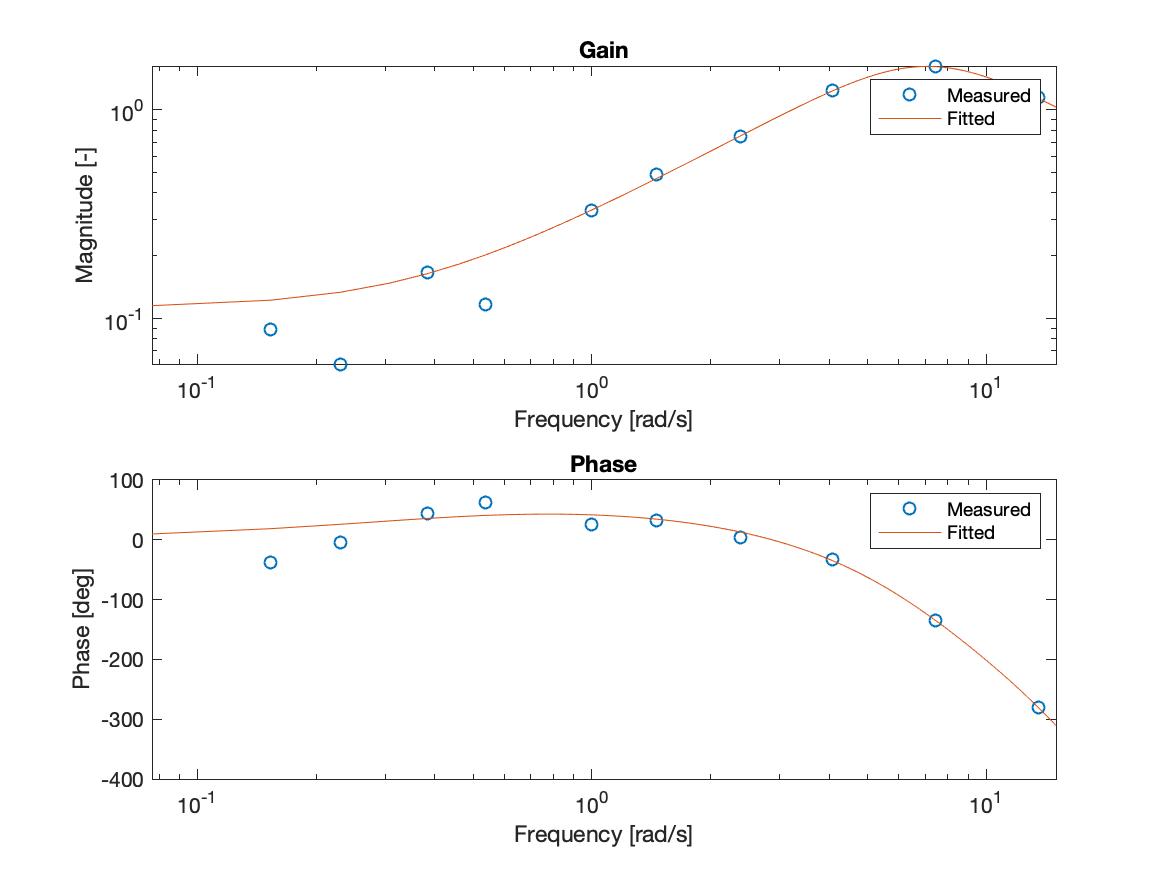 Gain
Magnitude [-]
10^0
10^-1
Measured
Fitted
10^-1
10^0
10^1
Frequency [rad/s]
Phase
Phase [deg]
100
0
-100
-200
-300
-400
Measured
Fitted
10^-1
10^0
10^1
Frequency [rad/s]